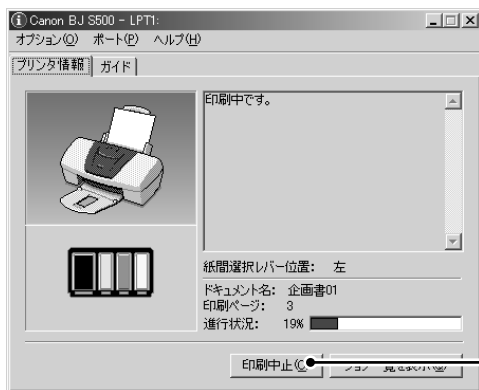 Canon BJ S500 - LPT1:
オプション(O) ポート(P) ヘルプ(H)
プリンタ情報 ガイド
印刷中です。
紙間選択レバー位置: 左
ドキュメント名: 企画書01
印刷ページ: 3
進行状況: 19%
印刷中止(C)